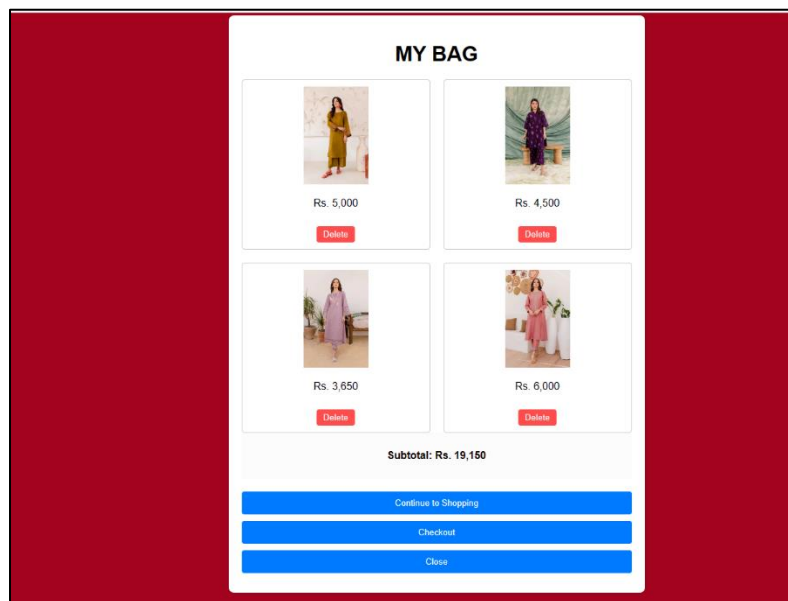 MY BAG
Rs. 5,000
Rs. 4,500
Delete
Delete
Rs. 3,650
Rs. 6,000
Delete
Delete
Subtotal: Rs. 19,150
Continue to Shopping
Checkout
Close